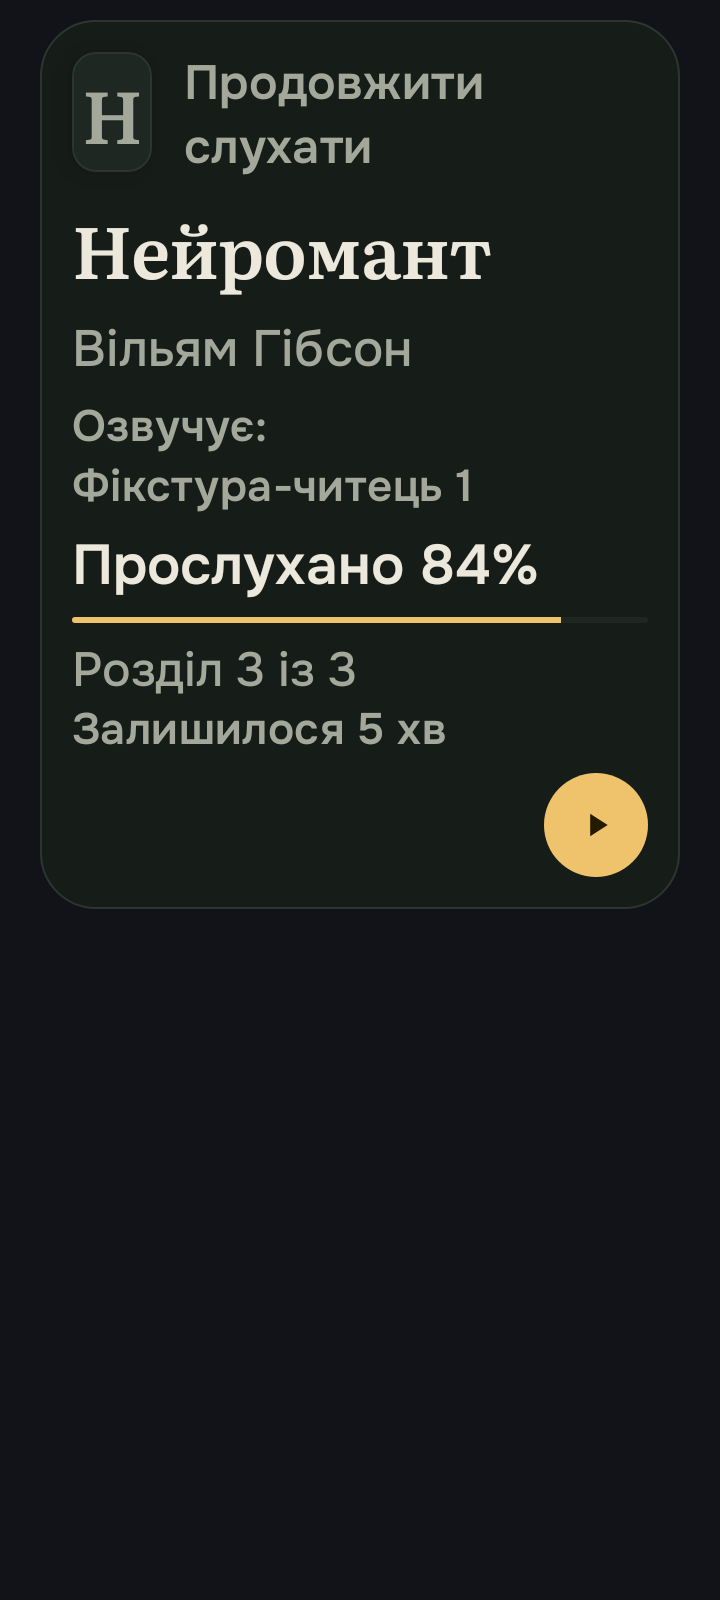 Н
Продовжити
слухати
Нейромант
Вільям Гібсон
Озвучує:
Фікстура-читець 1
Прослухано 84%
Розділ 3 із 3
Залишилося 5 хв